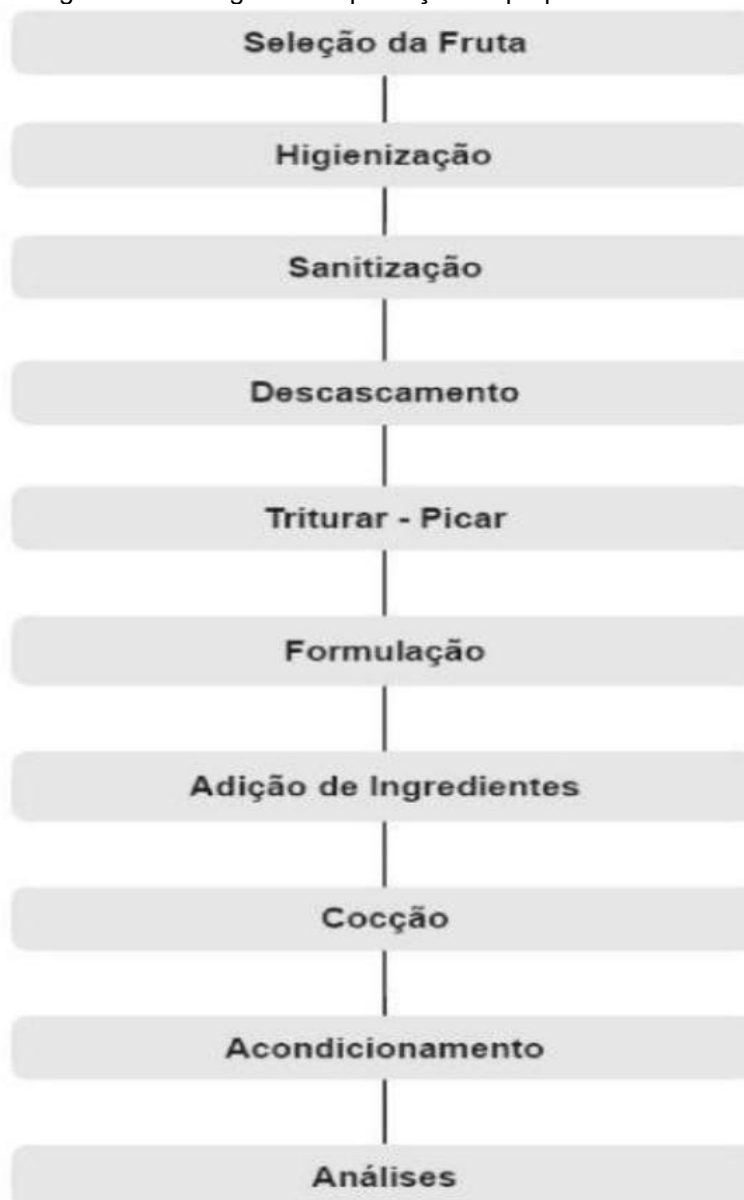 Seleção da Fruta
Higienização
Sanitização
Descascamento
Triturar - Picar
Formulação
Adição de Ingredientes
Cocção
Acondicionamento
Análises